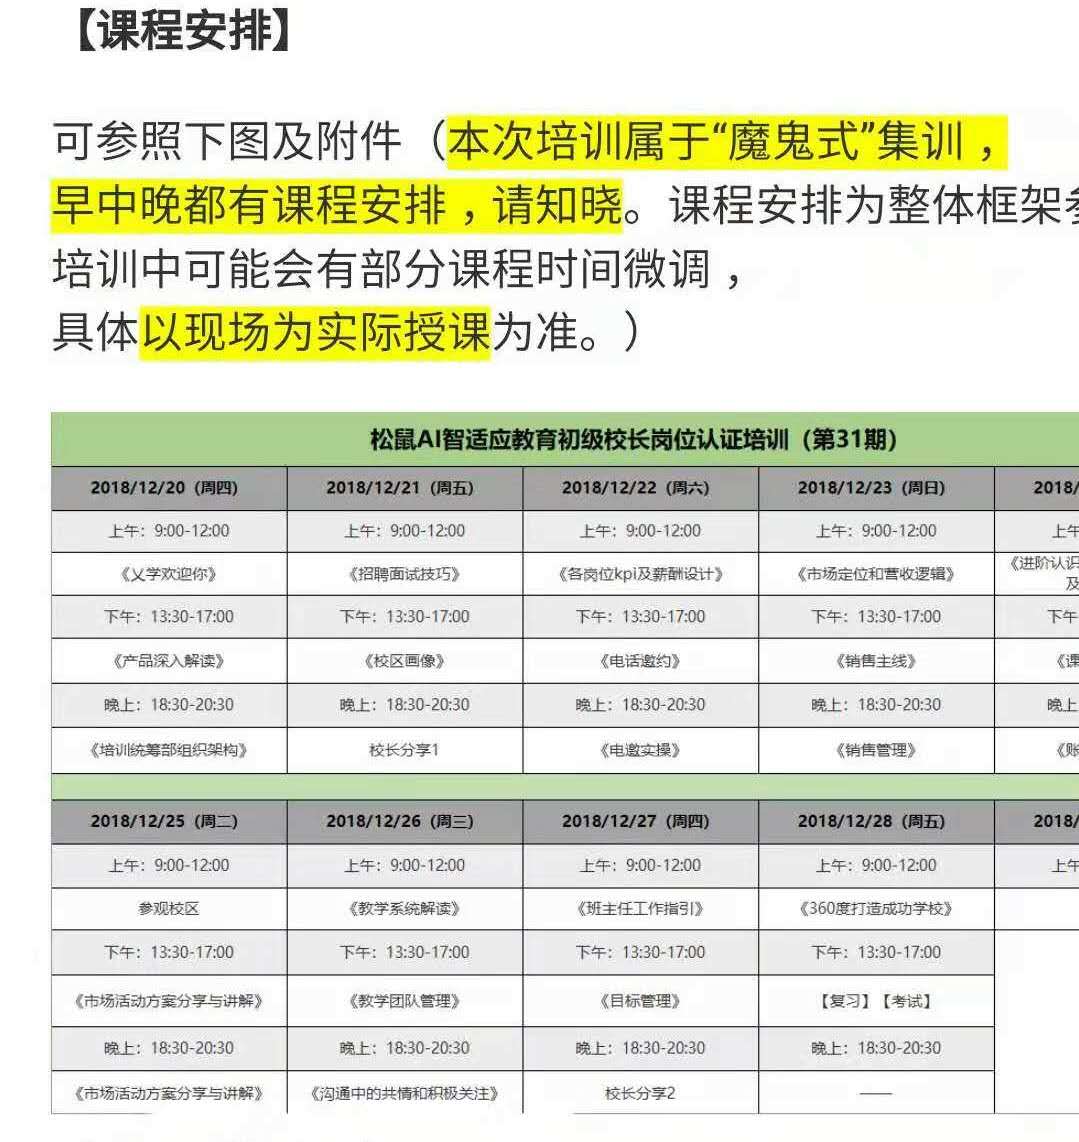 【课程安排】
可参照下图及附件（本次培训属于“魔鬼式”集训，
早中晚都有课程安排，请知晓。课程安排为整体框架参
培训中可能会有部分课程时间微调，
具体以现场为实际授课为准。）
松鼠AI智适应教育初级校长岗位认证培训（第31期）
2018/12/20（周四） 2018/12/21（周五） 2018/12/22（周六） 2018/12/23（周日） 2018/
上午：9:00-12:00 上午：9:00-12:00 上午：9:00-12:00 上午：9:00-12:00 上午
《乂学欢迎你》 《招聘面试技巧》 《各岗位kpi及薪酬设计》 《市场定位和营收逻辑》 《进阶认识
及
下午：13:30-17:00 下午：13:30-17:00 下午：13:30-17:00 下午：13:30-17:00 下午
《产品深入解读》 《校区画像》 《电话邀约》 《销售主线》 《课
晚上：18:30-20:30 晚上：18:30-20:30 晚上：18:30-20:30 晚上：18:30-20:30 晚上
《培训统筹部组织架构》 校长分享1 《电邀实操》 《销售管理》 《账
2018/12/25（周二） 2018/12/26（周三） 2018/12/27（周四） 2018/12/28（周五） 2018/
上午：9:00-12:00 上午：9:00-12:00 上午：9:00-12:00 上午：9:00-12:00 上午
参观校区 《教学系统解读》 《班主任工作指引》 《360度打造成功学校》
下午：13:30-17:00 下午：13:30-17:00 下午：13:30-17:00 下午：13:30-17:00
《市场活动方案分享与讲解》 《教学团队管理》 《目标管理》 【复习】【考试】
晚上：18:30-20:30 晚上：18:30-20:30 晚上：18:30-20:30 晚上：18:30-20:30
《市场活动方案分享与讲解》 《沟通中的共情和积极关注》 校长分享2 ——